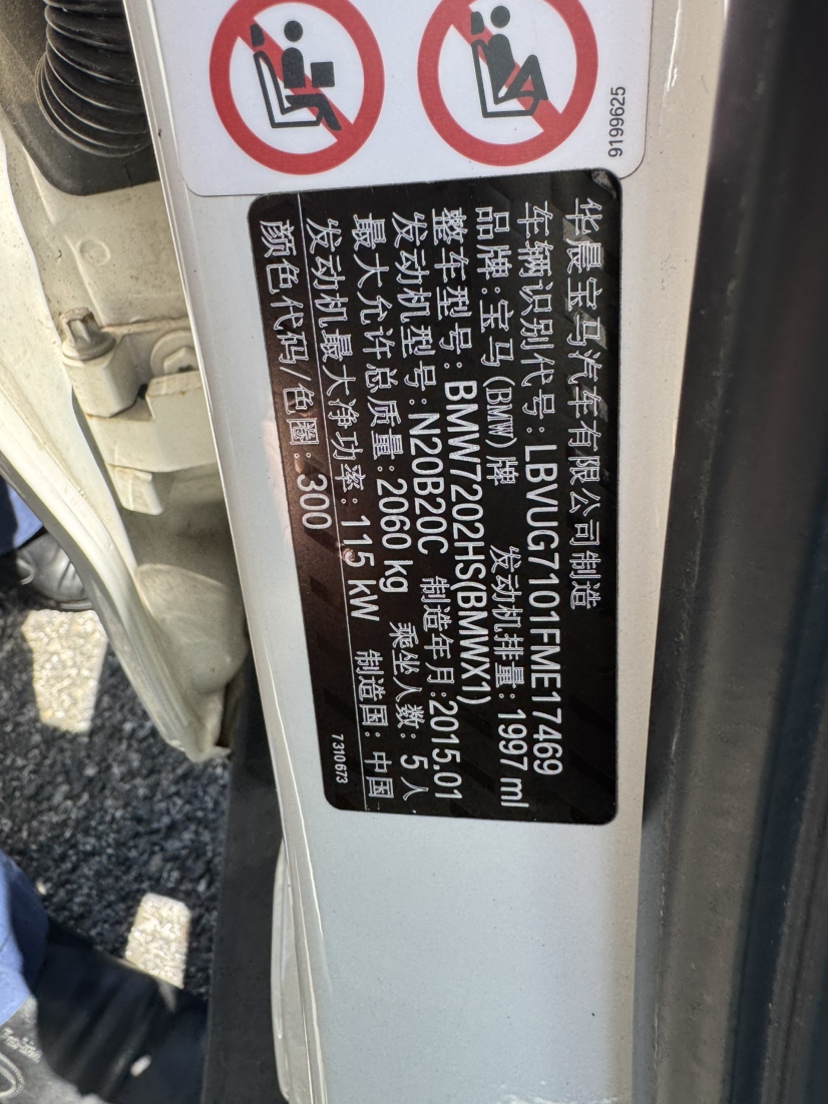 9199625
华晨宝马汽车有限公司制造
车辆识别代号: LBVUG7101FME17469
品牌:宝马(BMW)牌 发动机排量: 1997 ml
整车型号: BMW7202HS(BMWX1)
发动机型号: N20B20C 制造年月:2015.01
最大允许总质量: 2060 kg 乘坐人数: 5人
发动机最大净功率: 115 kW 制造国: 中国
颜色代码/色圈: 300
7310673